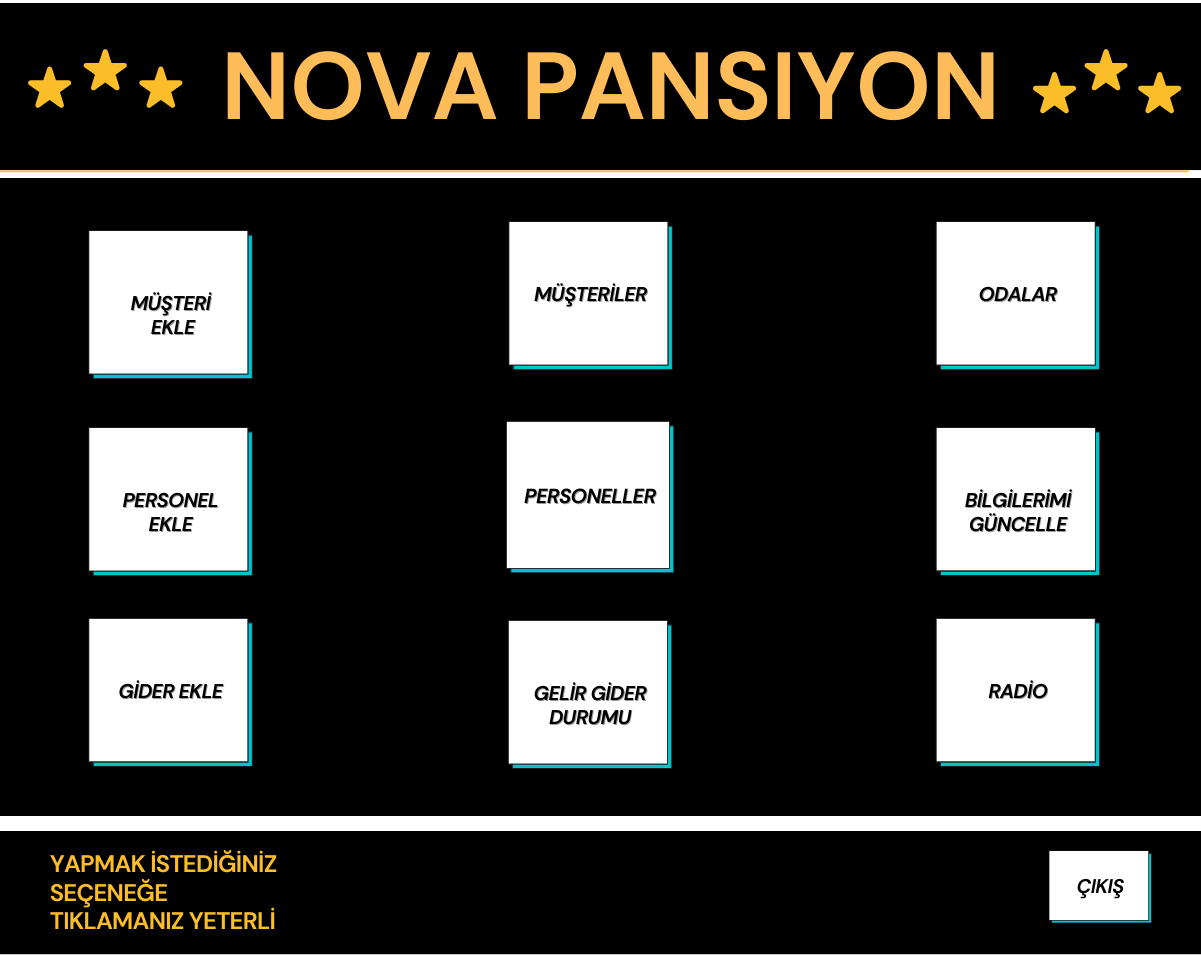 NOVA PANSIYON
MÜŞTERİ
EKLE
MÜŞTERİLER
ODALAR
PERSONEL
EKLE
PERSONELLER
BİLGİLERİMİ
GÜNCELLE
GİDER EKLE
GELİR GİDER
DURUMU
RADİO
YAPMAK İSTEDİĞİNİZ
SEÇENEĞE
TIKLAMANIZ YETERLİ
ÇIKIŞ